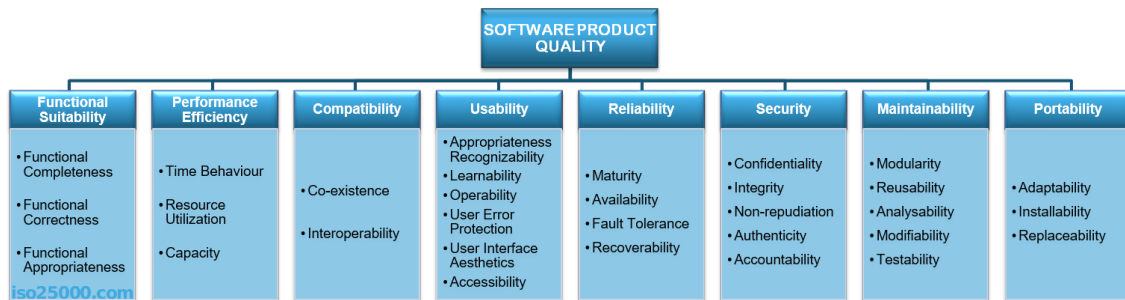 SOFTWARE PRODUCT
QUALITY
Functional
Suitability
• Functional
Completeness
• Functional
Correctness
• Functional
Appropriateness
Performance
Efficiency
• Time Behaviour
• Resource
Utilization
• Capacity
Compatibility
• Co-existence
• Interoperability
Usability
• Appropriateness
Recognizability
• Learnability
• Operability
• User Error
Protection
• User Interface
Aesthetics
• Accessibility
Reliability
• Maturity
• Availability
• Fault Tolerance
• Recoverability
Security
• Confidentiality
• Integrity
• Non-repudiation
• Authenticity
• Accountability
Maintainability
• Modularity
• Reusability
• Analysability
• Modifiability
• Testability
Portability
• Adaptability
• Installability
• Replaceability
iso25000.com